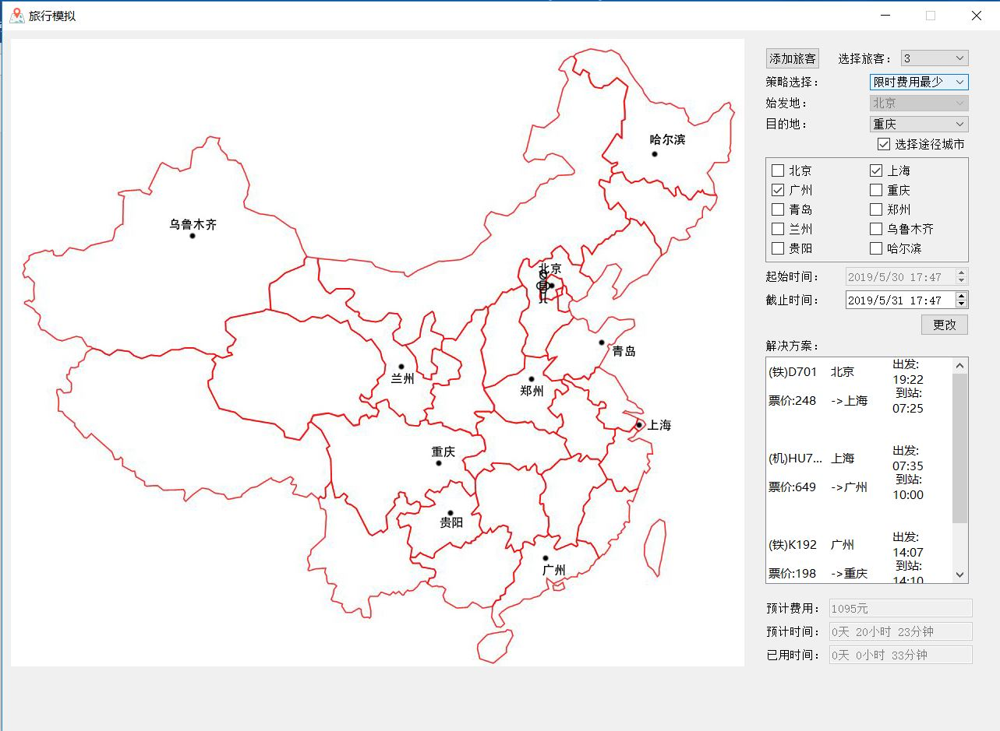 旅行模拟
添加旅客 选择旅客： 3
策略选择： 限时费用最少
始发地： 北京
目的地： 重庆
选择途径城市
北京 上海
广州 重庆
青岛 郑州
兰州 乌鲁木齐
贵阳 哈尔滨
起始时间： 2019/5/30 17:47
截止时间： 2019/5/31 17:47
更改
解决方案：
(铁)D701 北京 出发: 19:22
票价:248 ->上海 到站: 07:25
(机)HU7... 上海 出发: 07:35
票价:649 ->广州 到站: 10:00
(铁)K192 广州 出发: 14:07
票价:198 ->重庆 到站: 14:10
预计费用： 1095元
预计时间： 0天 20小时 23分钟
已用时间： 0天 0小时 33分钟
哈尔滨
乌鲁木齐
北京
青岛
兰州
郑州
上海
重庆
贵阳
广州